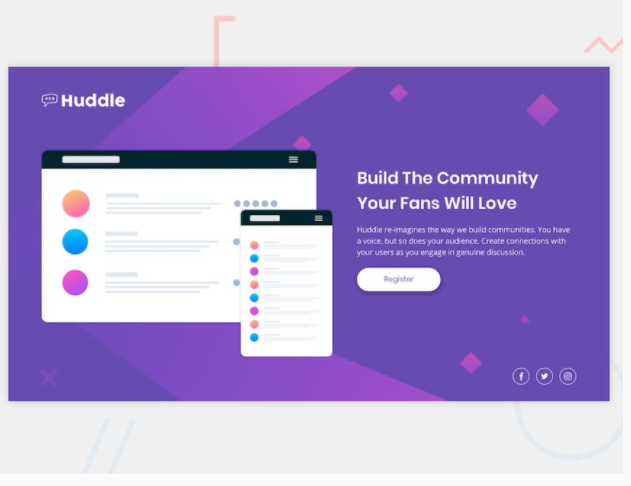 Huddle
Build The Community
Your Fans Will Love
Huddle re-imagines the way we build communities. You have
a voice, but so does your audience. Create connections with
your users as you engage in genuine discussion.
Register